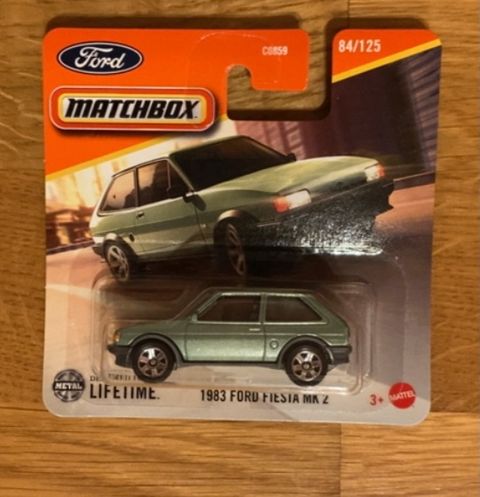 Ford
C0859
84/125
MATCHBOX
METAL
LIFETIME.
1983 FORD FIESTA MK 2
3+
MATTEL